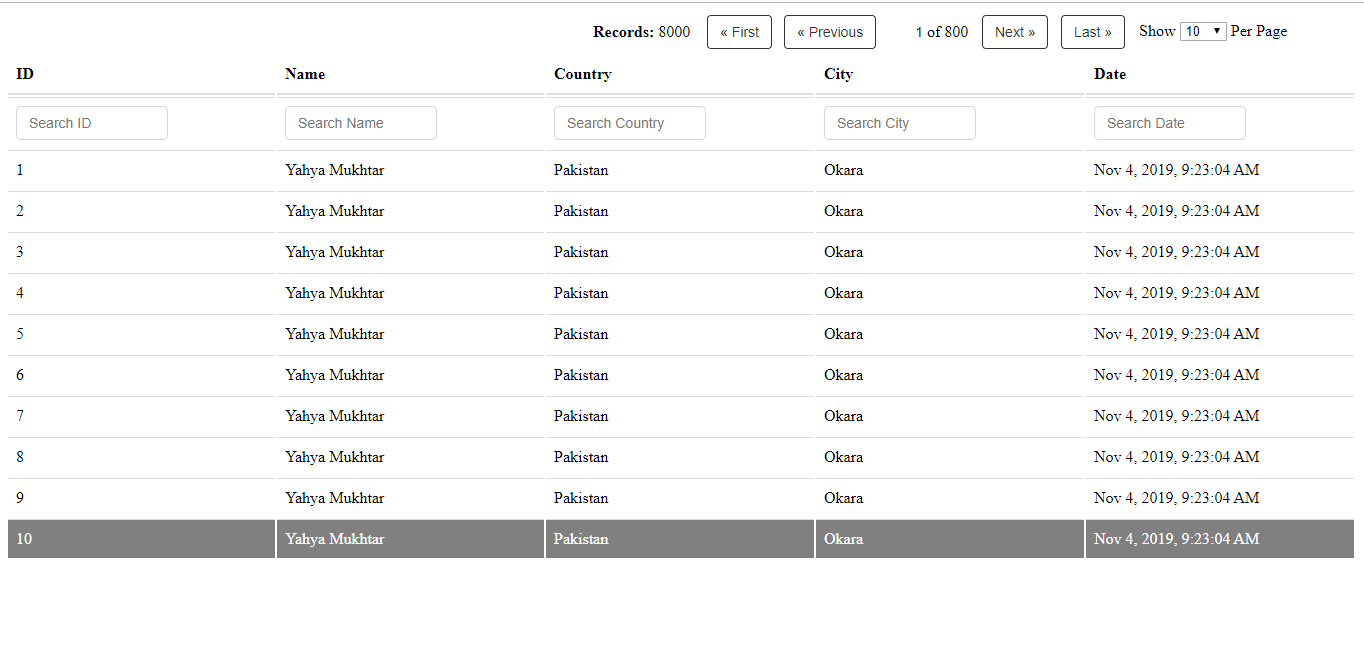 Records: 8000 « First « Previous 1 of 800 Next » Last » Show 10 Per Page
ID Name Country City Date
Search ID Search Name Search Country Search City Search Date
1 Yahya Mukhtar Pakistan Okara Nov 4, 2019, 9:23:04 AM
2 Yahya Mukhtar Pakistan Okara Nov 4, 2019, 9:23:04 AM
3 Yahya Mukhtar Pakistan Okara Nov 4, 2019, 9:23:04 AM
4 Yahya Mukhtar Pakistan Okara Nov 4, 2019, 9:23:04 AM
5 Yahya Mukhtar Pakistan Okara Nov 4, 2019, 9:23:04 AM
6 Yahya Mukhtar Pakistan Okara Nov 4, 2019, 9:23:04 AM
7 Yahya Mukhtar Pakistan Okara Nov 4, 2019, 9:23:04 AM
8 Yahya Mukhtar Pakistan Okara Nov 4, 2019, 9:23:04 AM
9 Yahya Mukhtar Pakistan Okara Nov 4, 2019, 9:23:04 AM
10 Yahya Mukhtar Pakistan Okara Nov 4, 2019, 9:23:04 AM